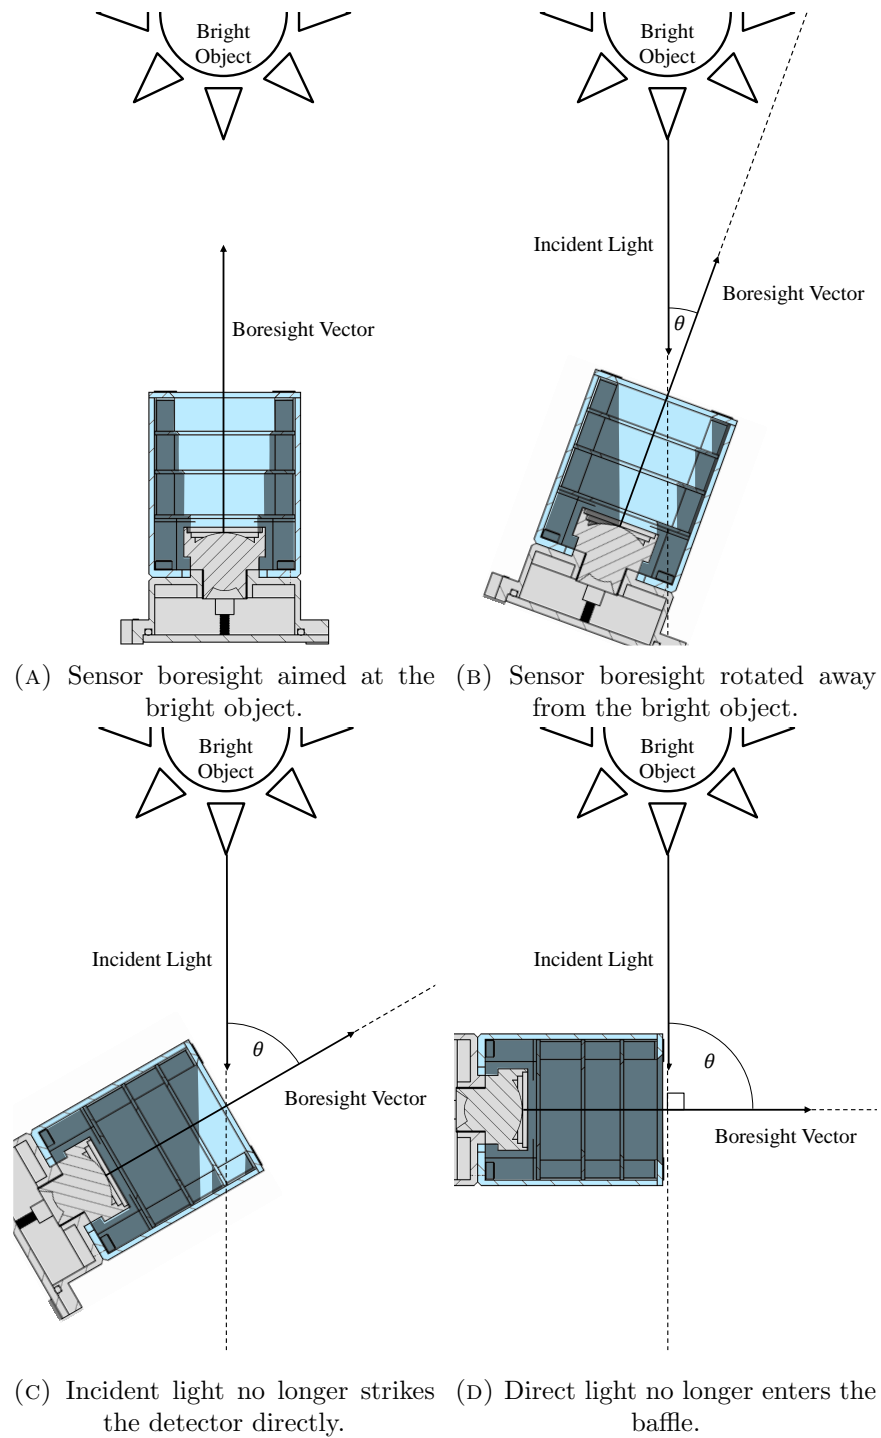 Bright
Object
Boresight Vector
(A) Sensor boresight aimed at the
bright object.
Bright
Object
Incident Light
θ
Boresight Vector
(B) Sensor boresight rotated away
from the bright object.
Bright
Object
Incident Light
θ
Boresight Vector
(C) Incident light no longer strikes
the detector directly.
Bright
Object
Incident Light
θ
Boresight Vector
(D) Direct light no longer enters the
baffle.